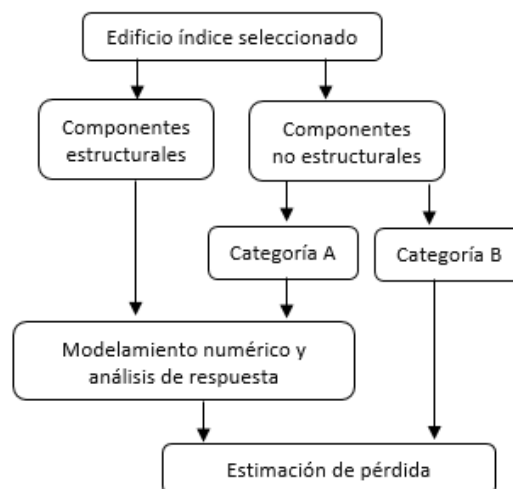 Edificio índice seleccionado
Componentes
estructurales
Componentes
no estructurales
Categoría A
Categoría B
Modelamiento numérico y
análisis de respuesta
Estimación de pérdida